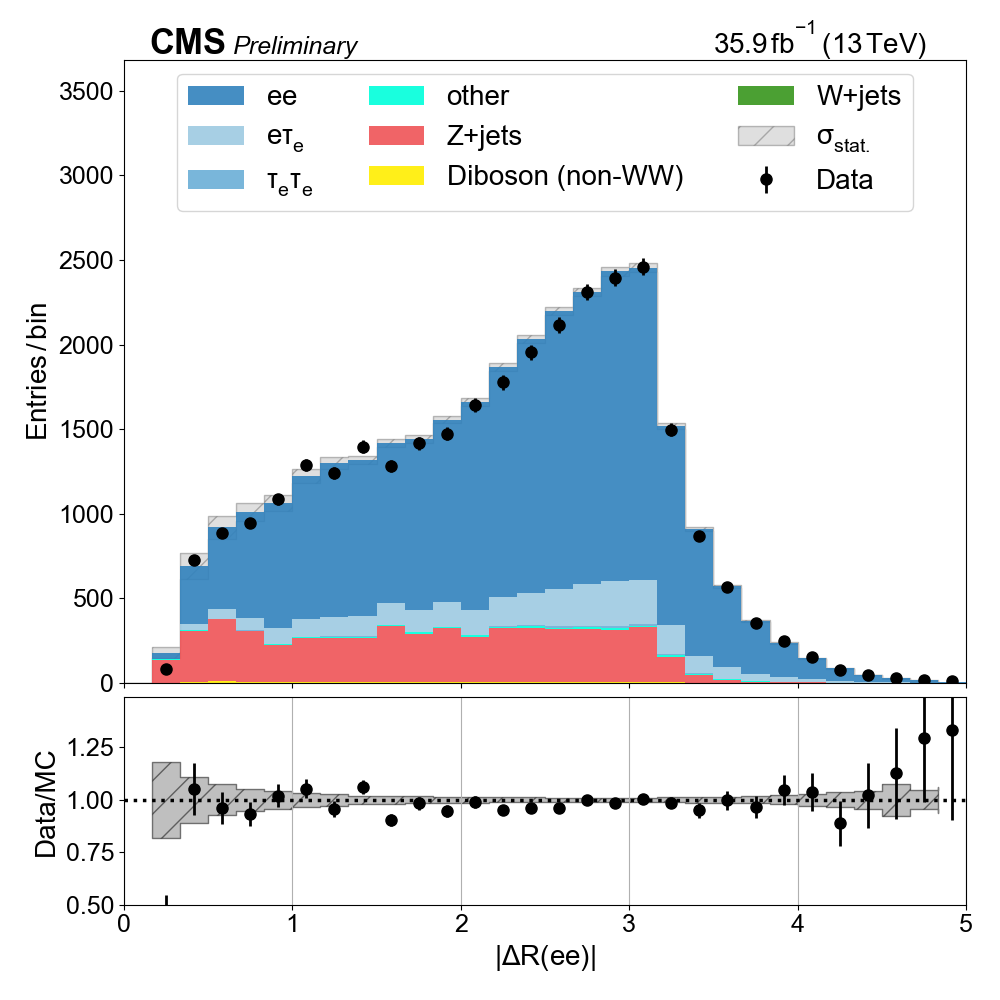 CMS Preliminary 35.9 fb⁻¹ (13 TeV)
3500
3000
2500
2000
1500
1000
500
0
Entries / bin
ee other W+jets
eτₑ Z+jets σstat.
τₑτₑ Diboson (non-WW) Data
1.25
1.00
0.75
0.50
Data/MC
0 1 2 3 4 5
|ΔR(ee)|